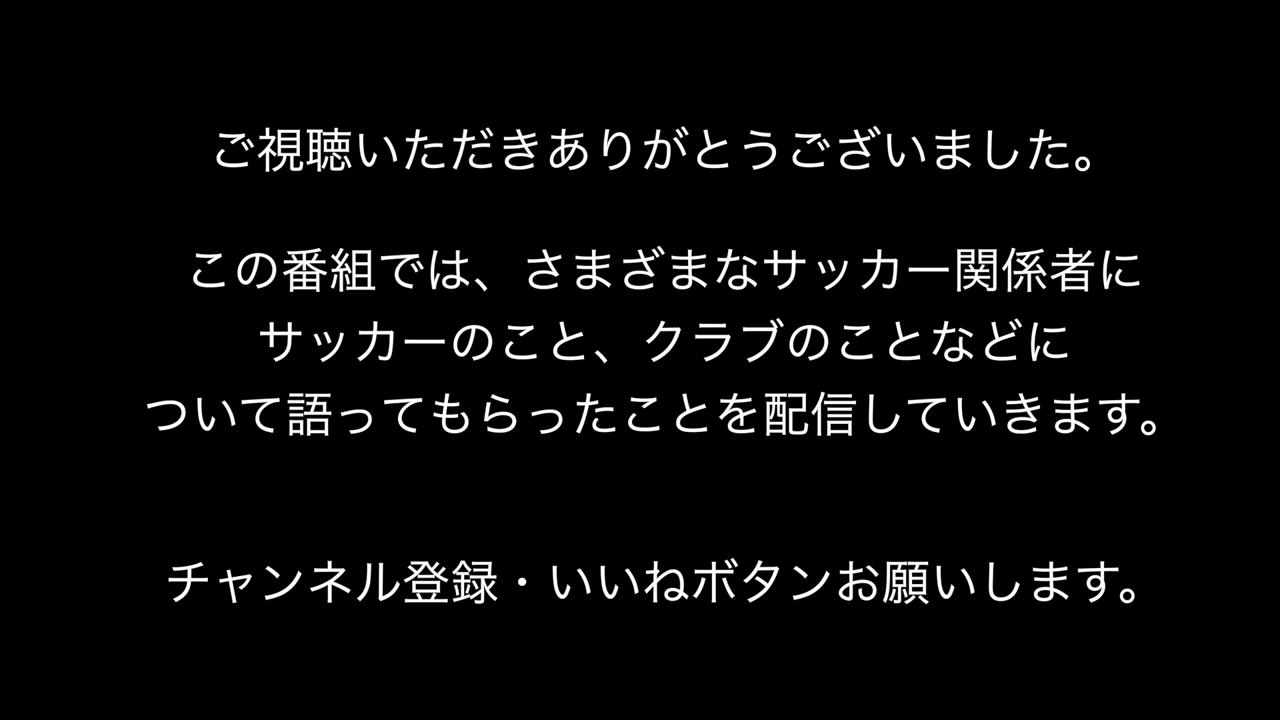 ご視聴いただきありがとうございました。
この番組では、さまざまなサッカー関係者に
サッカーのこと、クラブのことなどに
ついて語ってもらったことを配信していきます。
チャンネル登録・いいねボタンお願いします。